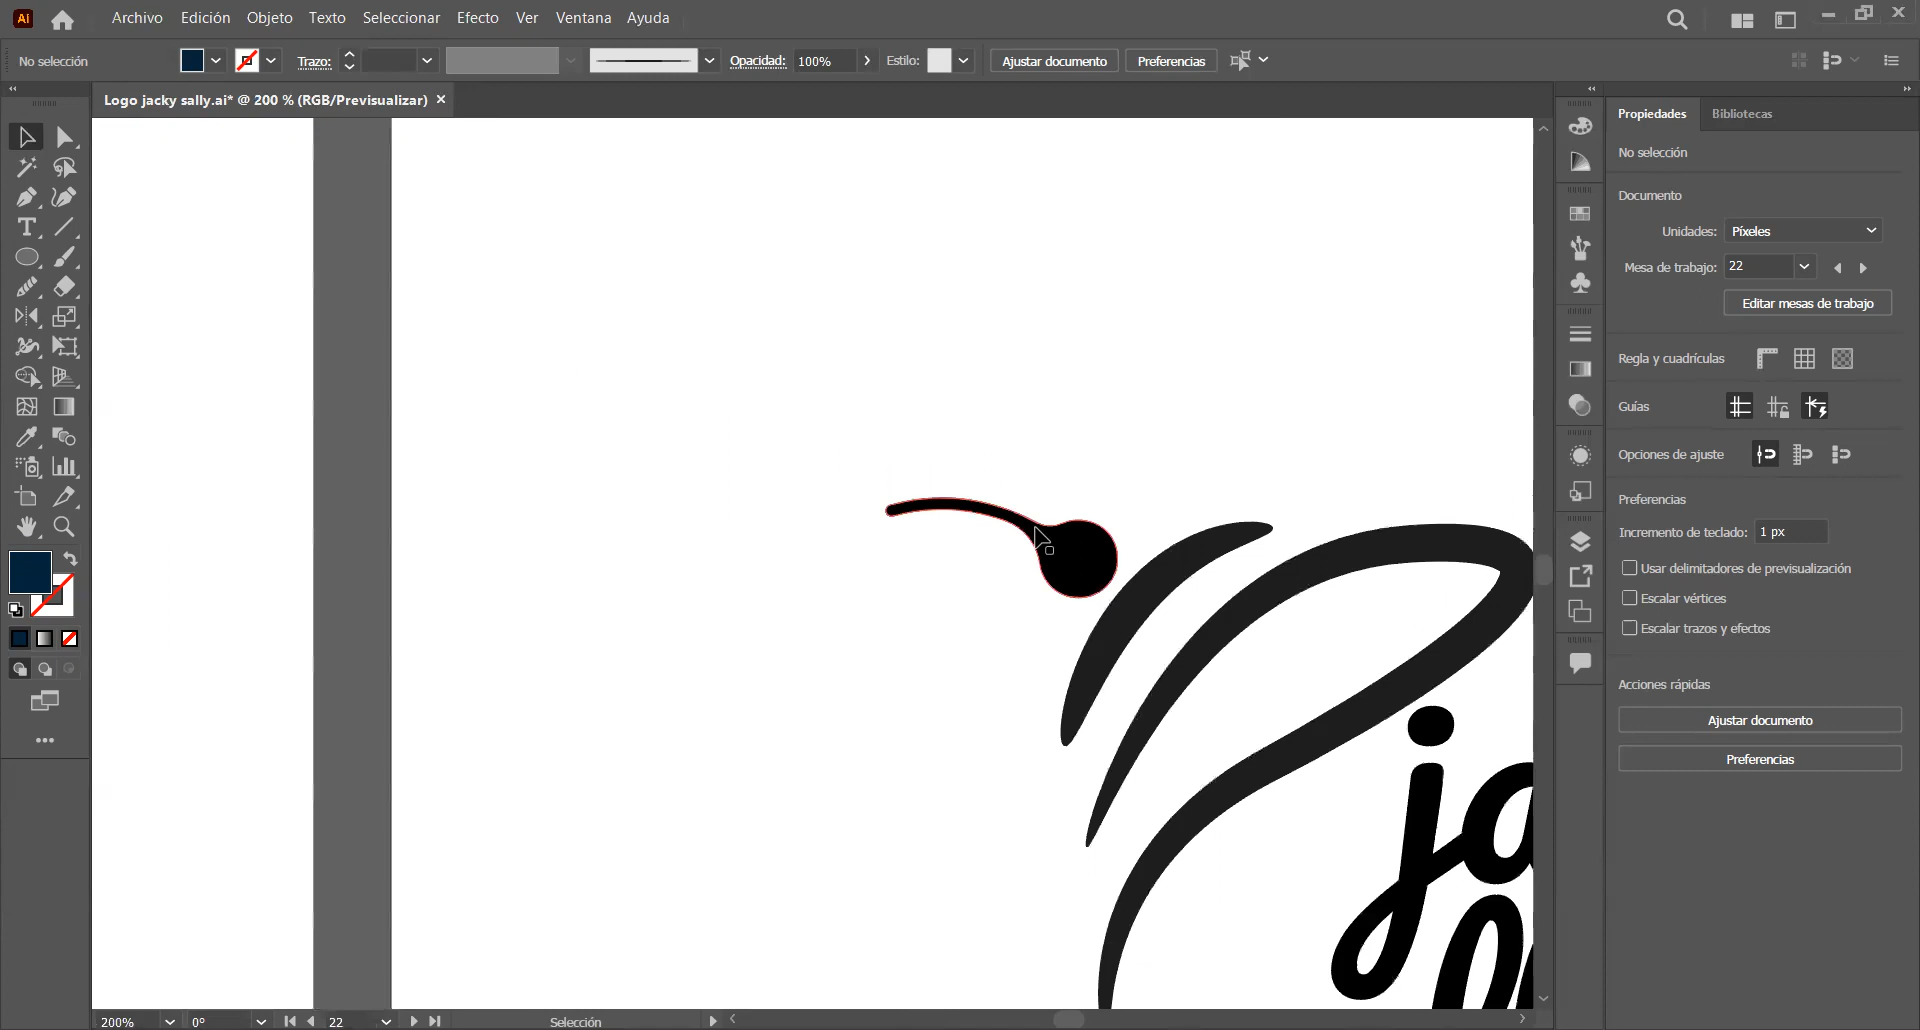 Ai
Archivo
Edición
Objeto
Texto
Seleccionar
Efecto
Ver
Ventana
Ayuda
No selección
Trazo:
Opacidad:
100%
Estilo:
Ajustar documento
Preferencias
Logo jacky sally.ai* @ 200 % (RGB/Previsualizar)
Propiedades
Bibliotecas
No selección
Documento
Unidades:
Píxeles
Mesa de trabajo:
22
Editar mesas de trabajo
Regla y cuadrículas
Guías
Opciones de ajuste
Preferencias
Incremento de teclado:
1 px
Usar delimitadores de previsualización
Escalar vértices
Escalar trazos y efectos
Acciones rápidas
Ajustar documento
Preferencias
ja
200%
0°
22
Selección